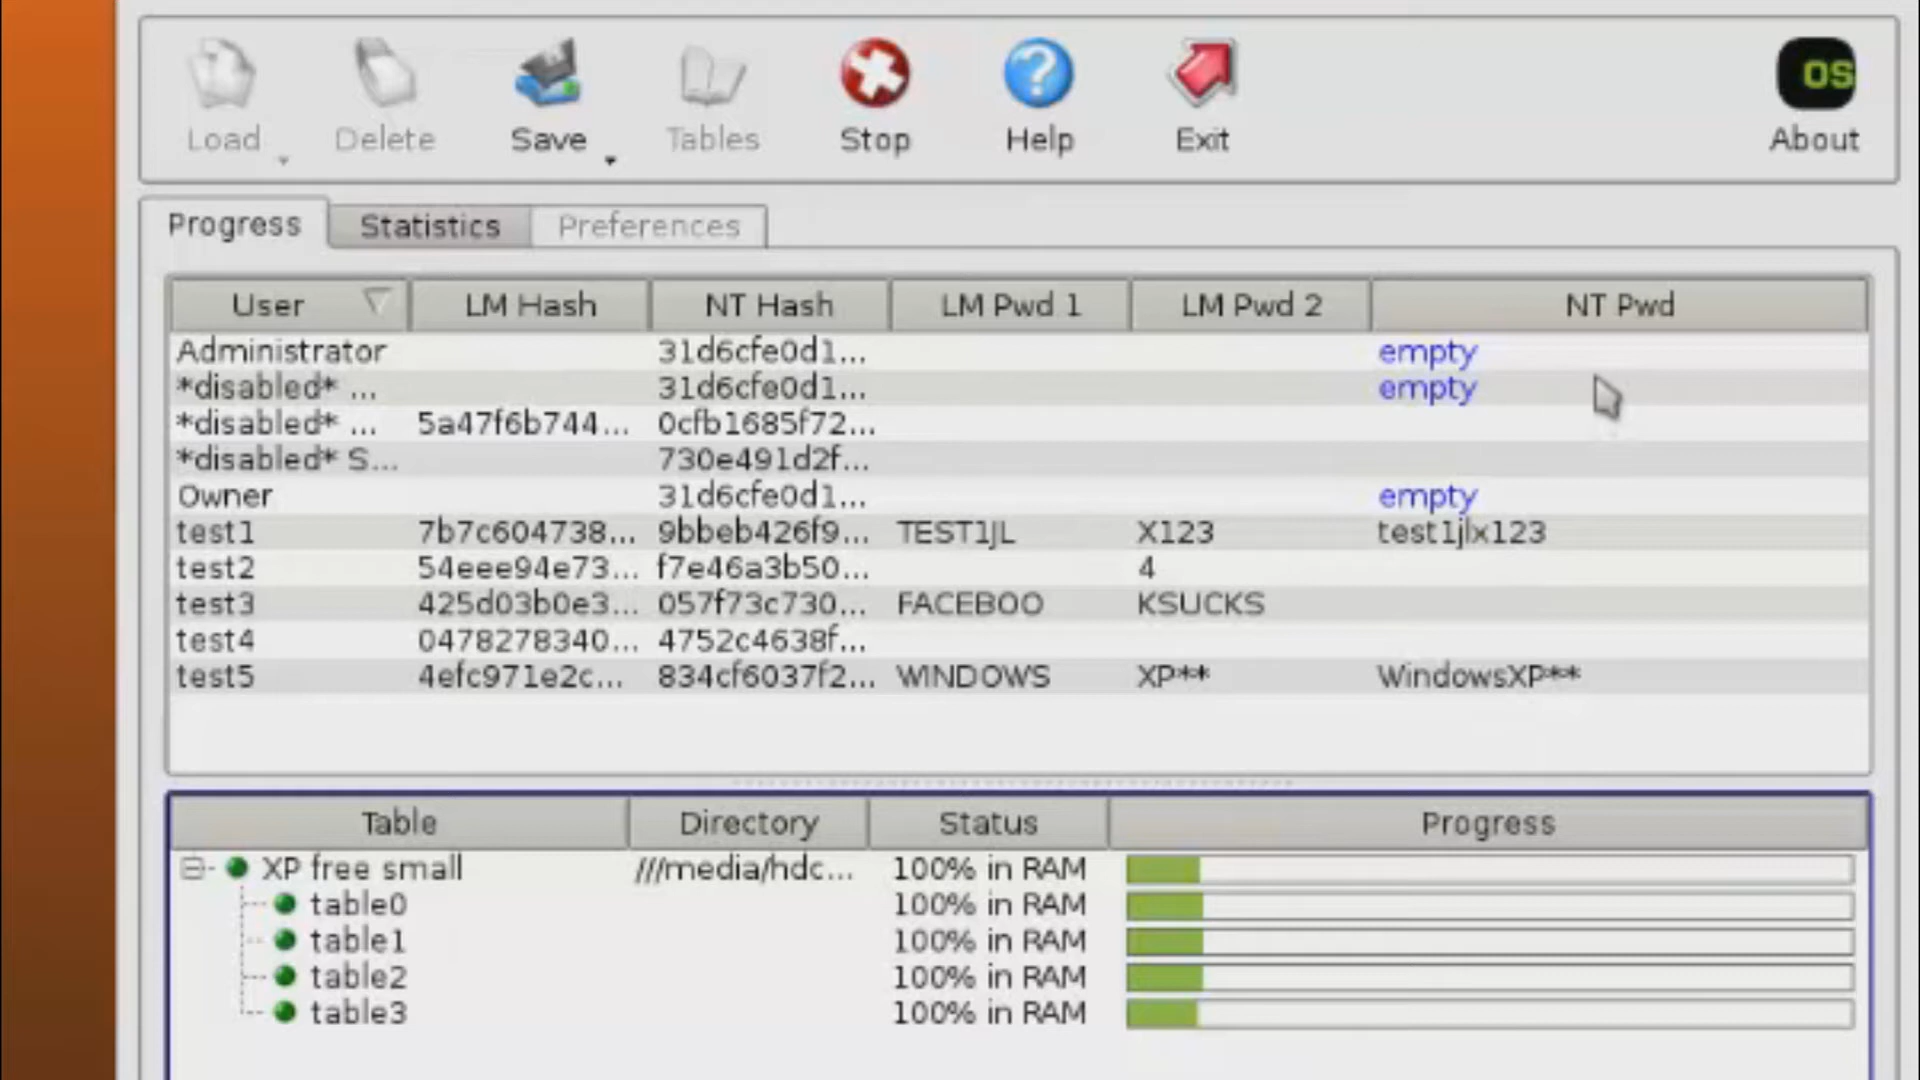 Load Delete Save Tables Stop Help Exit About
OS
Progress Statistics Preferences
User LM Hash NT Hash LM Pwd 1 LM Pwd 2 NT Pwd
Administrator 31d6cfe0d1... empty
*disabled* ... 31d6cfe0d1... empty
*disabled* ... 5a47f6b744... 0cfb1685f72...
*disabled* S... 730e491d2f...
Owner 31d6cfe0d1... empty
test1 7b7c604738... 9bbeb426f9... TEST1JL X123 test1jlx123
test2 54eee94e73... f7e46a3b50... 4
test3 425d03b0e3... 057f73c730... FACEBOO KSUCKS
test4 0478278340... 4752c4638f...
test5 4efc971e2c... 834cf6037f2... WINDOWS XP** WindowsXP**
Table Directory Status Progress
XP free small ///media/hdc... 100% in RAM
table0 100% in RAM
table1 100% in RAM
table2 100% in RAM
table3 100% in RAM